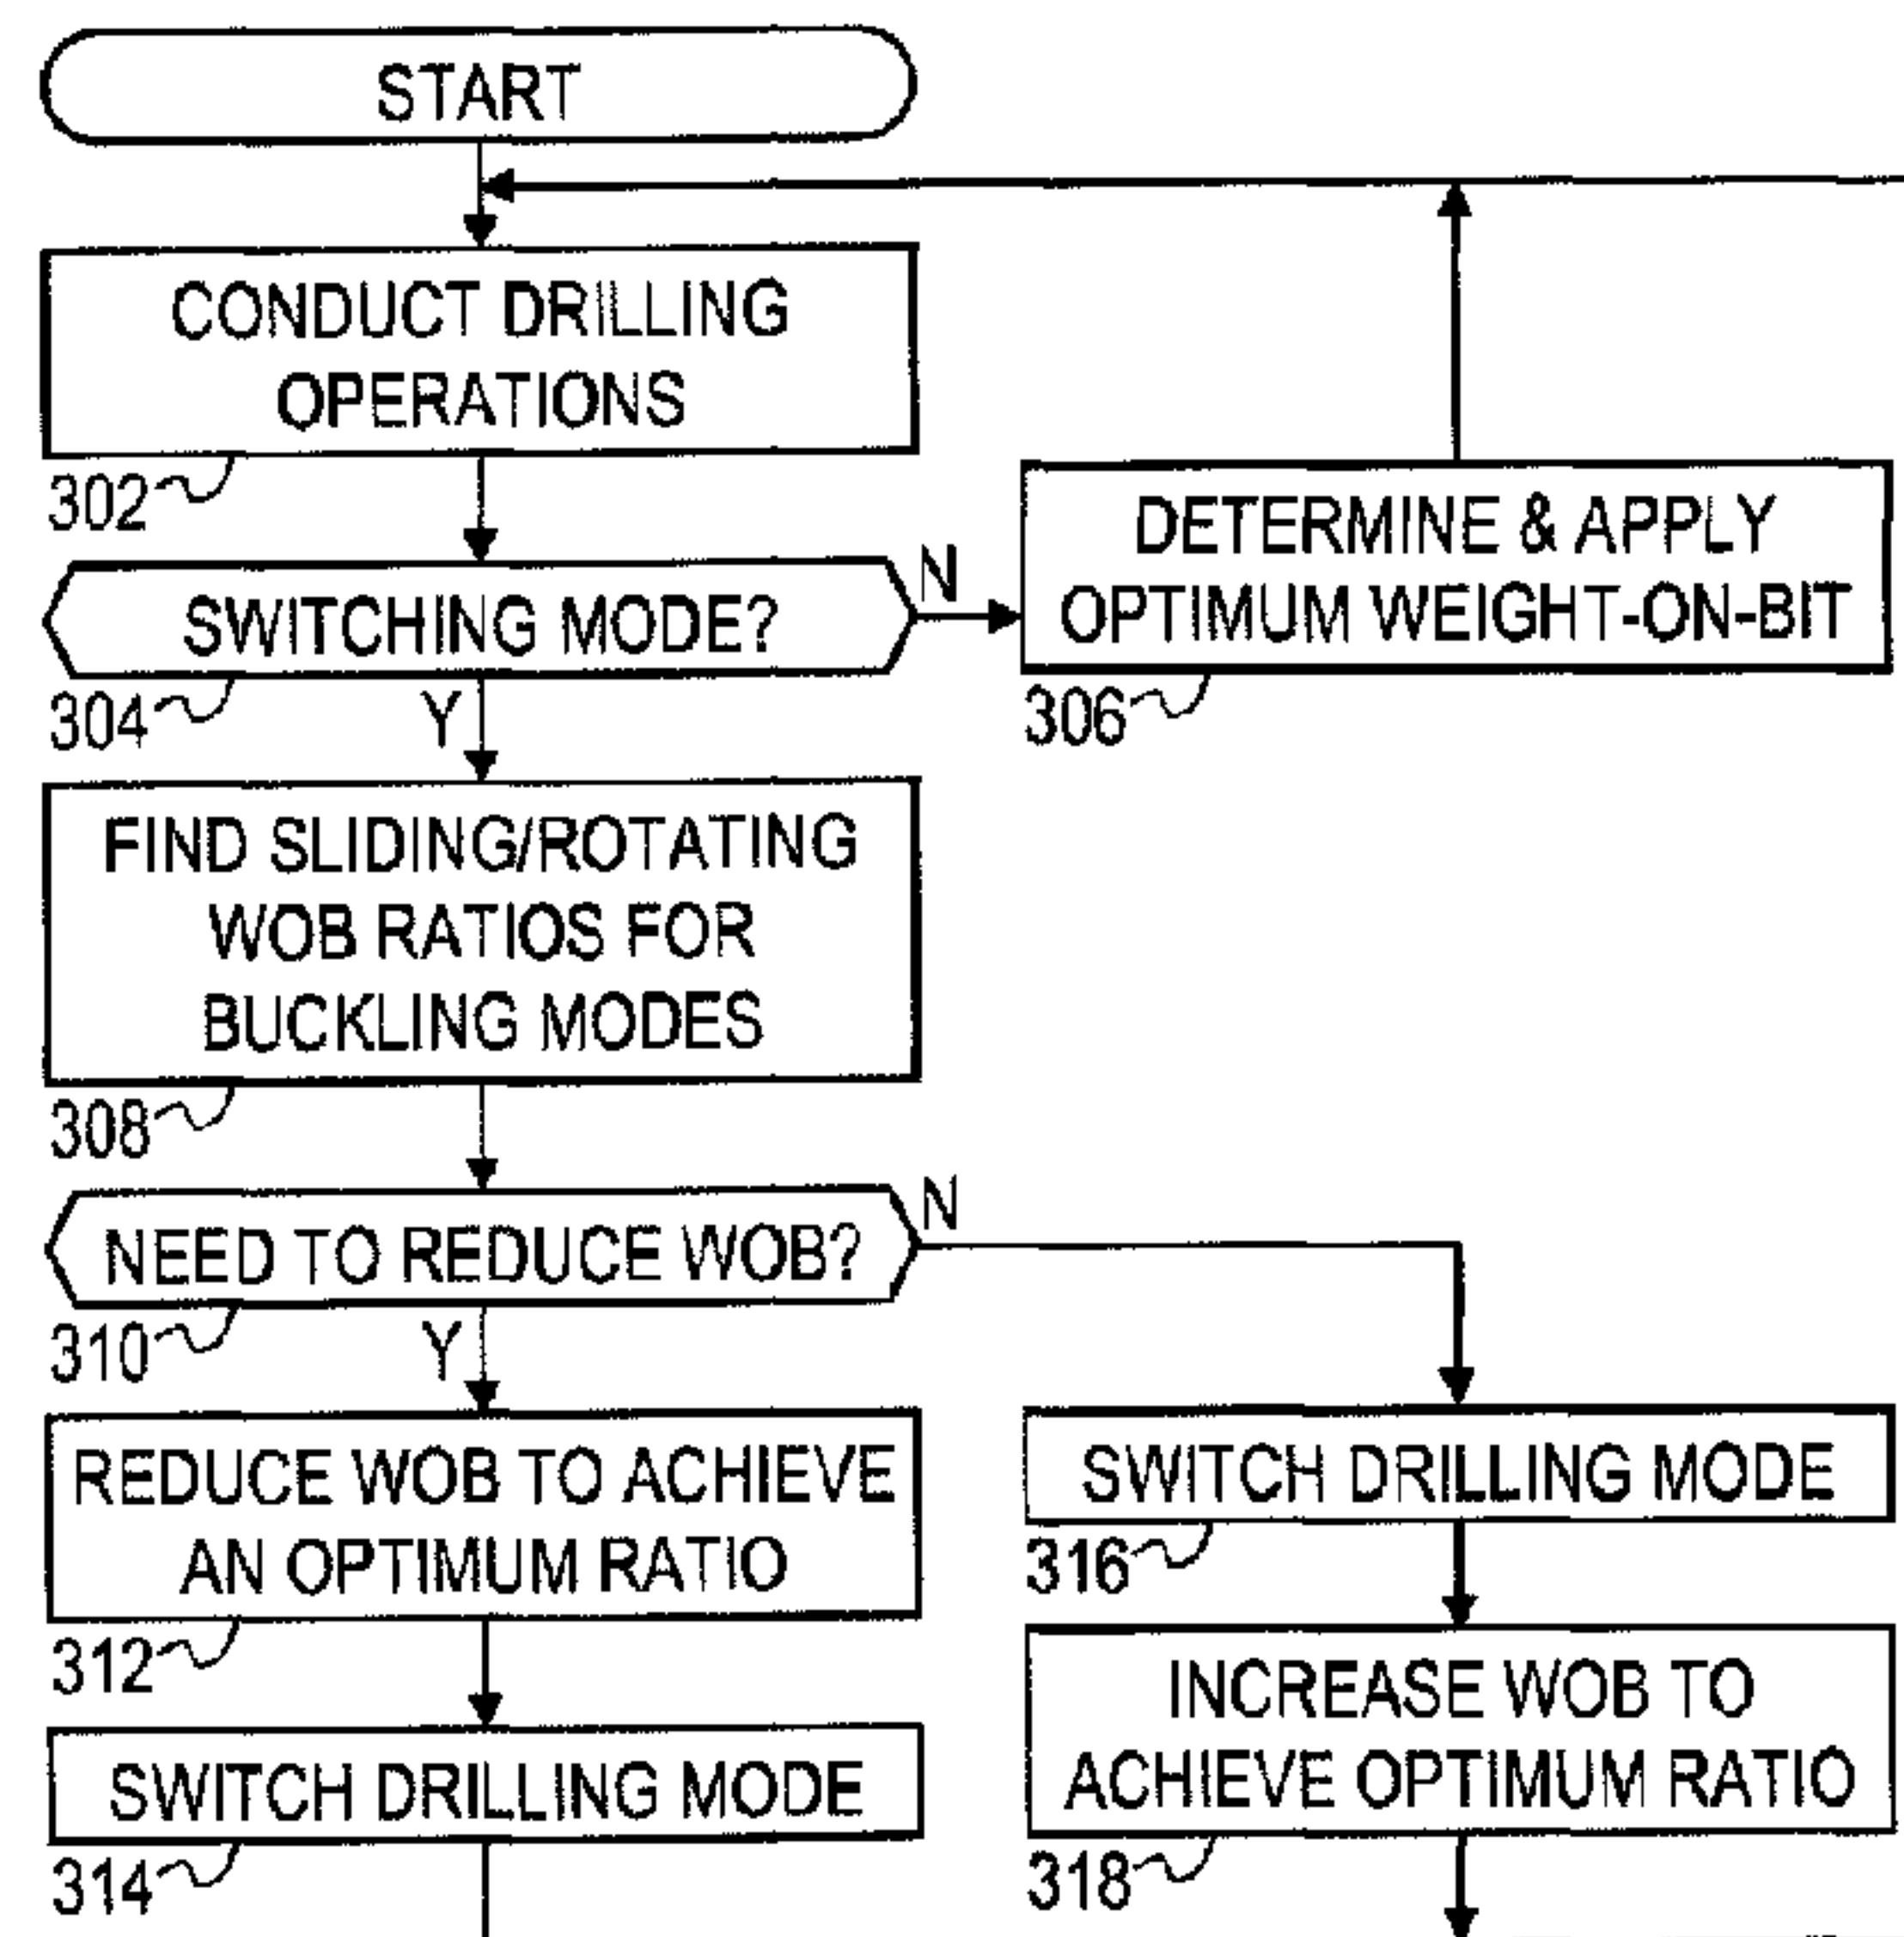 START
CONDUCT DRILLING
OPERATIONS
302
SWITCHING MODE?
N
304
Y
DETERMINE & APPLY
OPTIMUM WEIGHT-ON-BIT
306
FIND SLIDING/ROTATING
WOB RATIOS FOR
BUCKLING MODES
308
NEED TO REDUCE WOB?
N
310
Y
REDUCE WOB TO ACHIEVE
AN OPTIMUM RATIO
312
SWITCH DRILLING MODE
314
SWITCH DRILLING MODE
316
INCREASE WOB TO
ACHIEVE OPTIMUM RATIO
318